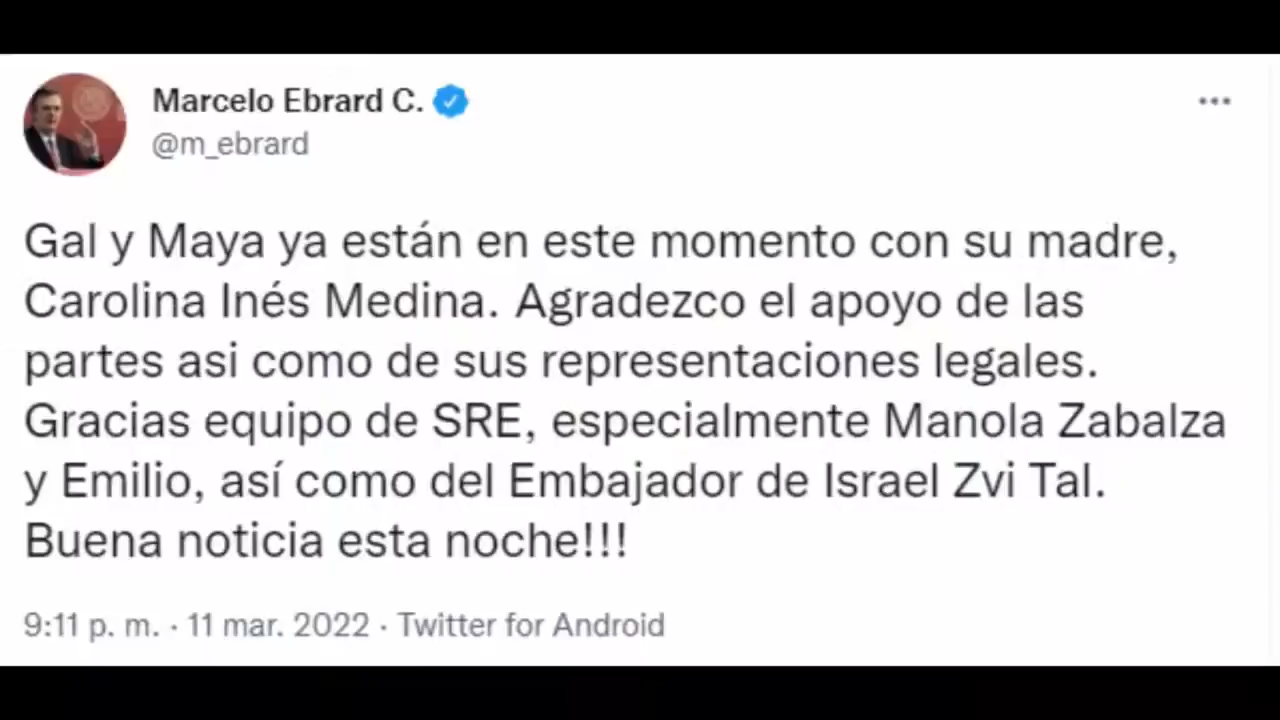 Marcelo Ebrard C.
@m_ebrard
Gal y Maya ya están en este momento con su madre,
Carolina Inés Medina. Agradezco el apoyo de las
partes asi como de sus representaciones legales.
Gracias equipo de SRE, especialmente Manola Zabalza
y Emilio, así como del Embajador de Israel Zvi Tal.
Buena noticia esta noche!!!
9:11 p. m. · 11 mar. 2022 · Twitter for Android